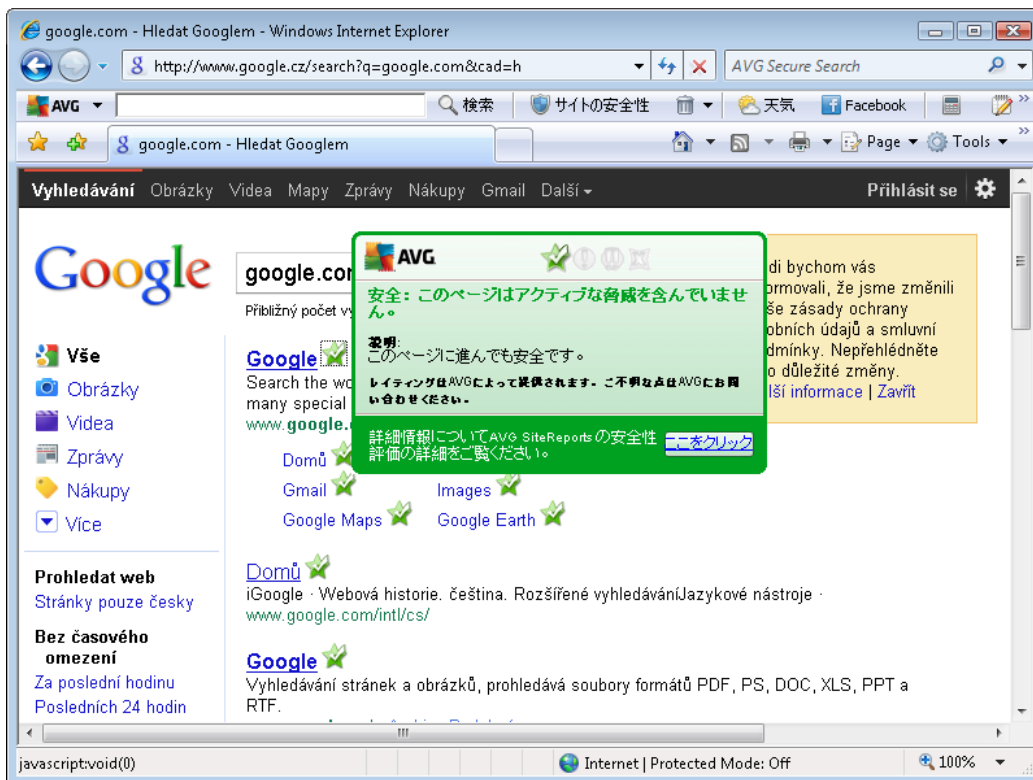 google.com - Hledat Googlem - Windows Internet Explorer
http://www.google.cz/search?q=google.com&cad=h
AVG Secure Search
AVG
検索
サイトの安全性
天気
Facebook
google.com - Hledat Googlem
Page
Tools
Vyhledávání Obrázky Videa Mapy Zprávy Nákupy Gmail Další
Přihlásit se
Google
google.co
Přibližný počet
AVG
安全：このページはアクティブな脅威を含んでいませ
ん。
説明:
このページに進んでも安全です。
レイティングはAVGによって提供されます。ご不明な点はAVGにお問
い合わせください。
詳細情報についてAVG SiteReportsの安全性
評価の詳細をご覧ください。
ここをクリック
di bychom vás
ormovali, že jsme změnili
še zásady ochrany
obních údajů a smluvní
dmínky. Nepřehlédněte
o důležité změny.
lší informace | Zavřít
Vše
Obrázky
Videa
Zprávy
Nákupy
Více
Prohledat web
Stránky pouze česky
Bez časového
omezení
Za poslední hodinu
Posledních 24 hodin
Google
Search the wo
many special
www.google.
Domů
Gmail Images
Google Maps Google Earth
Domů
iGoogle · Webová historie. čeština. Rozšířené vyhledáváníJazykové nástroje ·
www.google.com/intl/cs/
Google
Vyhledávání stránek a obrázků, prohledává soubory formátů PDF, PS, DOC, XLS, PPT a
RTF.
javascript:void(0)
Internet | Protected Mode: Off
100%